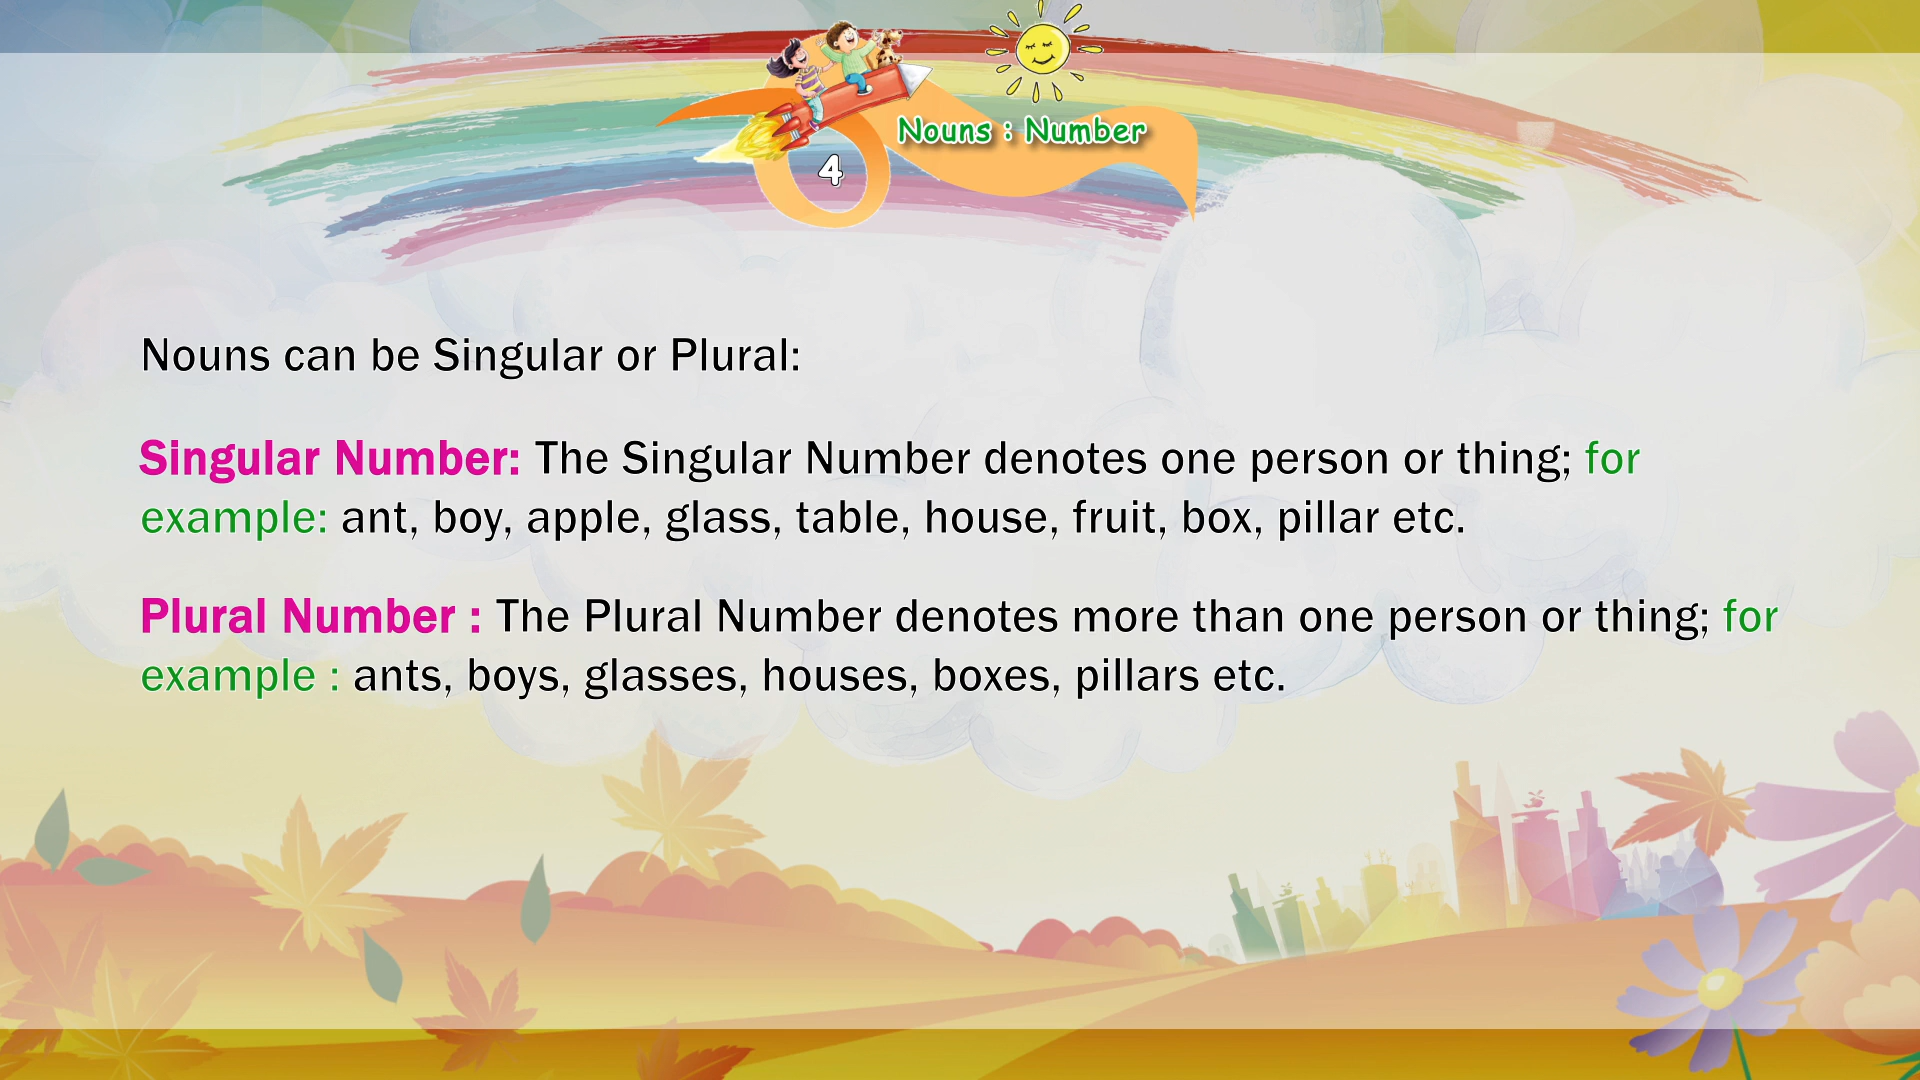 Nouns : Number
4
Nouns can be Singular or Plural:
Singular Number: The Singular Number denotes one person or thing; for
example: ant, boy, apple, glass, table, house, fruit, box, pillar etc.
Plural Number : The Plural Number denotes more than one person or thing; for
example : ants, boys, glasses, houses, boxes, pillars etc.